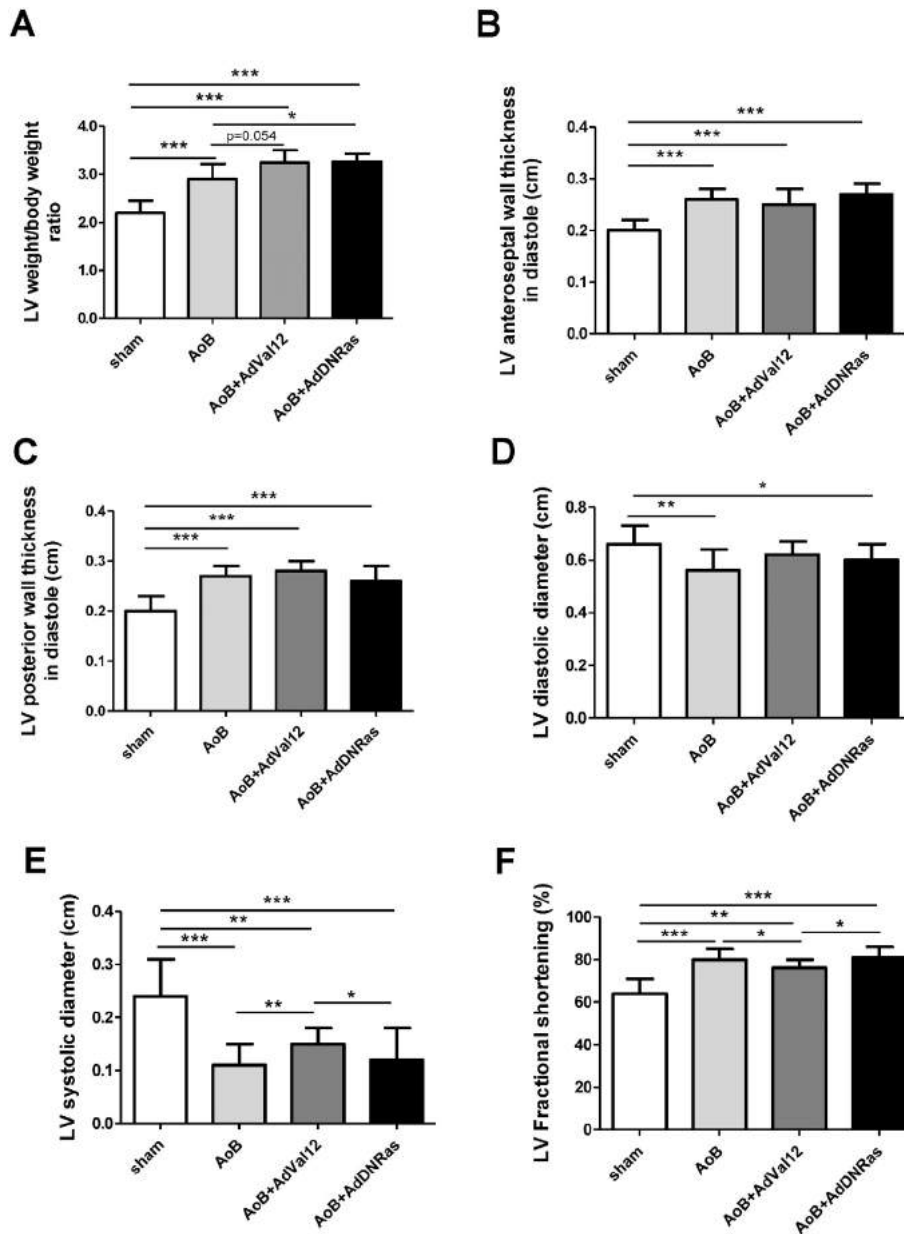 A
LV weight/body weight
ratio
4.0
3.0
2.0
1.0
0.0
***
***
*
p=0.054
***
sham
AoB
AoB+AdVal12
AoB+AdDNRas
B
LV anteroseptal wall thickness
in diastole (cm)
0.4
0.3
0.2
0.1
0.0
***
***
***
sham
AoB
AoB+AdVal12
AoB+AdDNRas
C
LV posterior wall thickness
in diastole (cm)
0.4
0.3
0.2
0.1
0.0
***
***
***
sham
AoB
AoB+AdVal12
AoB+AdDNRas
D
LV diastolic diameter (cm)
0.8
0.6
0.4
0.2
0.0
*
**
sham
AoB
AoB+AdVal12
AoB+AdDNRas
E
LV systolic diameter (cm)
0.4
0.3
0.2
0.1
0.0
***
**
***
**
*
sham
AoB
AoB+AdVal12
AoB+AdDNRas
F
LV Fractional shortening (%)
100
80
60
40
20
0
***
**
*** * *
sham
AoB
AoB+AdVal12
AoB+AdDNRas